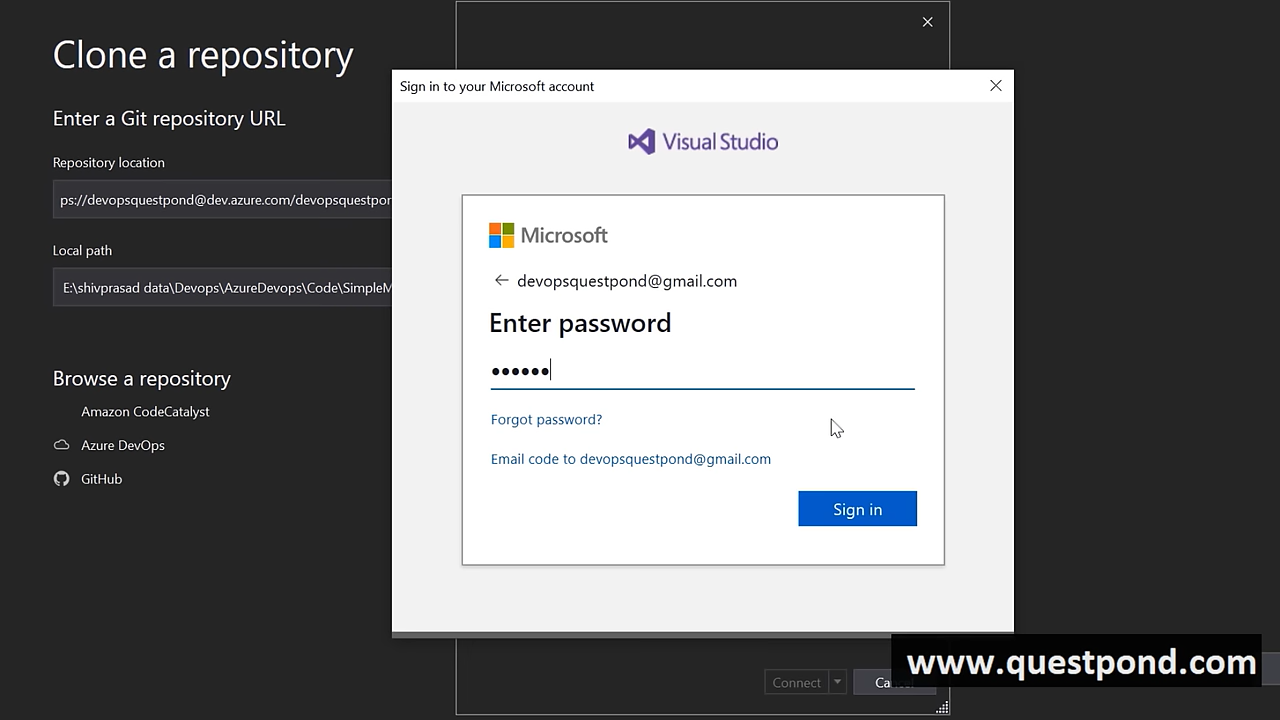 Clone a repository
Enter a Git repository URL
Repository location
ps://devopsquestpond@dev.azure.com/devopsquestpon
Local path
E:\shivprasad data\Devops\AzureDevops\Code\SimpleM
Browse a repository
Amazon CodeCatalyst
Azure DevOps
GitHub
Sign in to your Microsoft account
Visual Studio
Microsoft
devopsquestpond@gmail.com
Enter password
••••••
Forgot password?
Email code to devopsquestpond@gmail.com
Sign in
Connect
Cancel
www.questpond.com